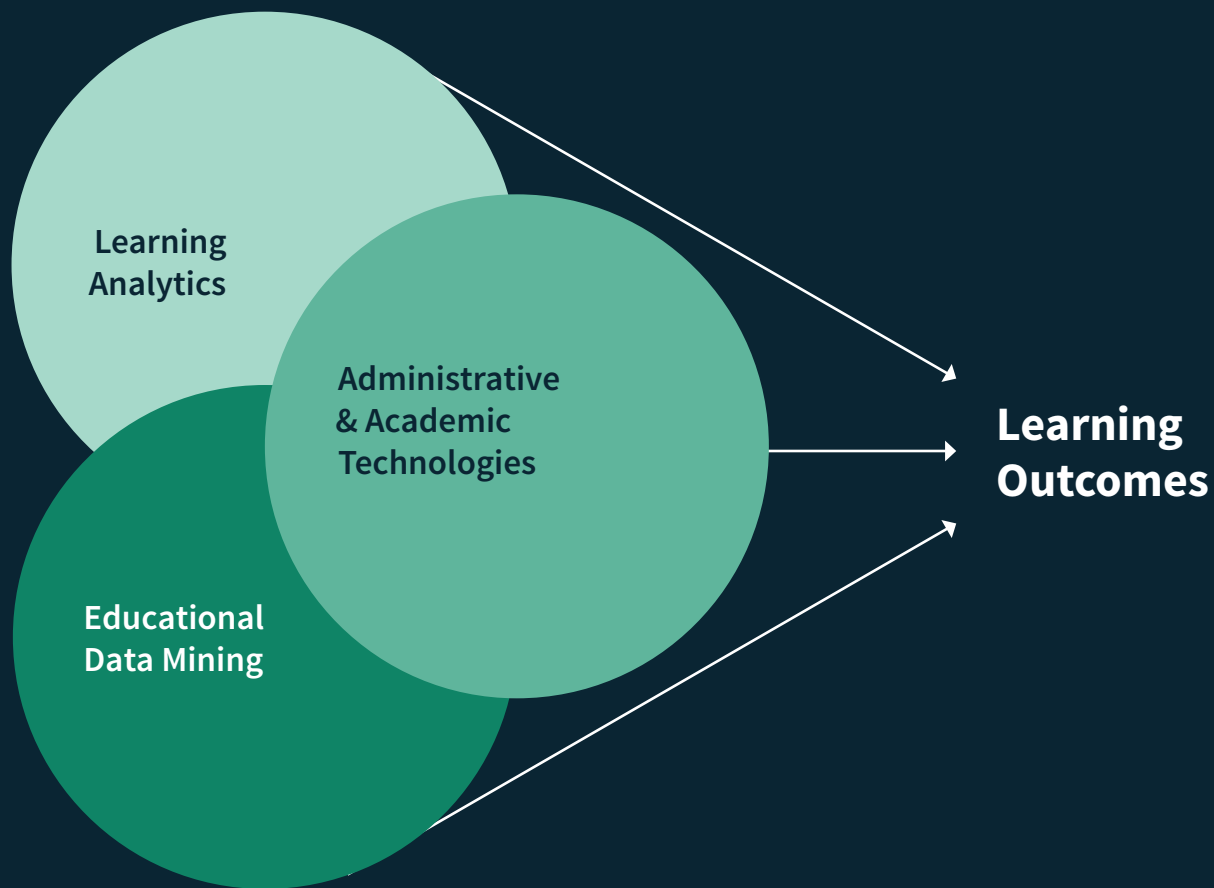 Learning
Analytics
Administrative
& Academic
Technologies
Educational
Data Mining
Learning
Outcomes